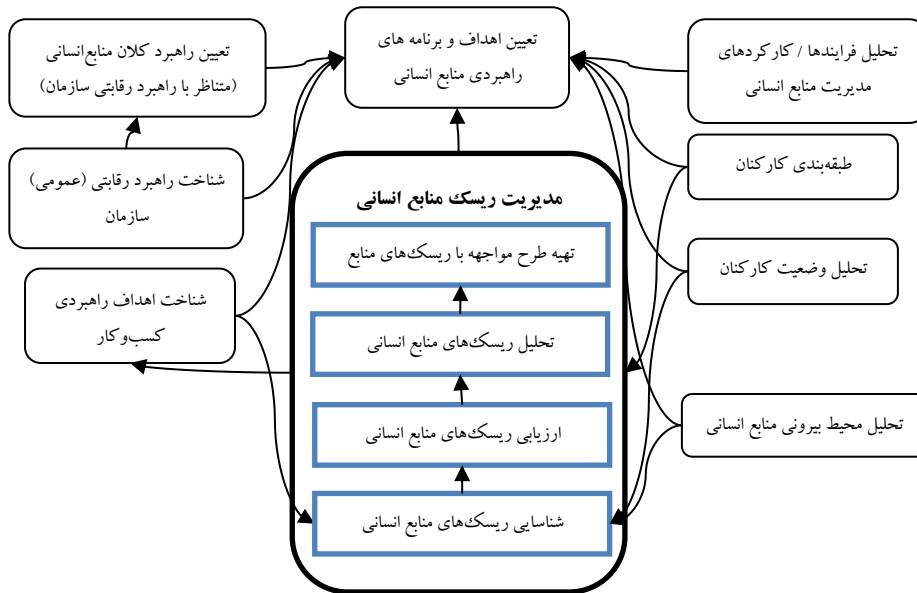 تعیین اهداف و برنامه های
راهبردی منابع انسانی
تحلیل فرایندها / کارکردهای
مدیریت منابع انسانی
تعیین راهبرد کلان منابع‌انسانی
(متناظر با راهبرد رقابتی سازمان)
طبقه‌بندی کارکنان
شناخت راهبرد رقابتی (عمومی)
سازمان
مدیریت ریسک منابع انسانی
تهیه طرح مواجهه با ریسک‌های منابع
تحلیل وضعیت کارکنان
شناخت اهداف راهبردی
کسب‌وکار
تحلیل ریسک‌های منابع انسانی
ارزیابی ریسک‌های منابع انسانی
تحلیل محیط بیرونی منابع انسانی
شناسایی ریسک‌های منابع انسانی